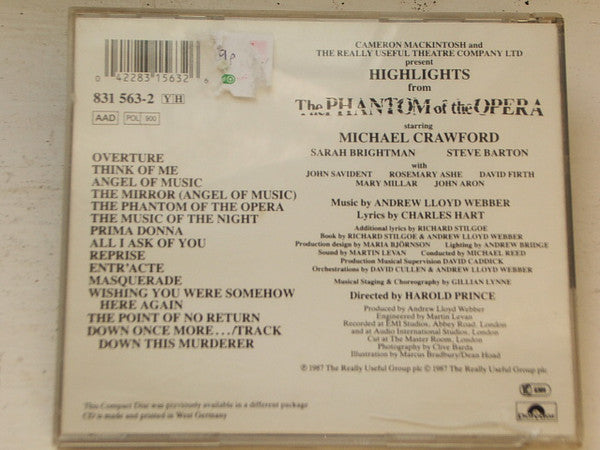 0 42283 15632 6
9p
831 563-2 YH
AAD POL 900
OVERTURE
THINK OF ME
ANGEL OF MUSIC
THE MIRROR (ANGEL OF MUSIC)
THE PHANTOM OF THE OPERA
THE MUSIC OF THE NIGHT
PRIMA DONNA
ALL I ASK OF YOU
REPRISE
ENTR'ACTE
MASQUERADE
WISHING YOU WERE SOMEHOW
HERE AGAIN
THE POINT OF NO RETURN
DOWN ONCE MORE.../TRACK
DOWN THIS MURDERER
This Compact Disc was previously available in a different package
CD is made and printed in West Germany
CAMERON MACKINTOSH and
THE REALLY USEFUL THEATRE COMPANY LTD
present
HIGHLIGHTS
from
The PHANTOM of the OPERA
starring
MICHAEL CRAWFORD
SARAH BRIGHTMAN STEVE BARTON
with
JOHN SAVIDENT ROSEMARY ASHE DAVID FIRTH
MARY MILLAR JOHN ARON
Music by ANDREW LLOYD WEBBER
Lyrics by CHARLES HART
Additional lyrics by RICHARD STILGOE
Book by RICHARD STILGOE & ANDREW LLOYD WEBBER
Production design by MARIA BJÖRNSON Lighting by ANDREW BRIDGE
Sound by MARTIN LEVAN Conducted by MICHAEL REED
Production Musical Supervision DAVID CADDICK
Orchestrations by DAVID CULLEN & ANDREW LLOYD WEBBER
Musical Staging & Choreography by GILLIAN LYNNE
Directed by HAROLD PRINCE
Produced by Andrew Lloyd Webber
Engineered by Martin Levan
Recorded at EMI Studios, Abbey Road, London
and at Audio International Studios, London
Cut at The Master Room, London
Photography by Clive Barda
Illustration by Marcus Bradbury/Dean Hoad
℗ 1987 The Really Useful Group plc © 1987 The Really Useful Group plc
polydor